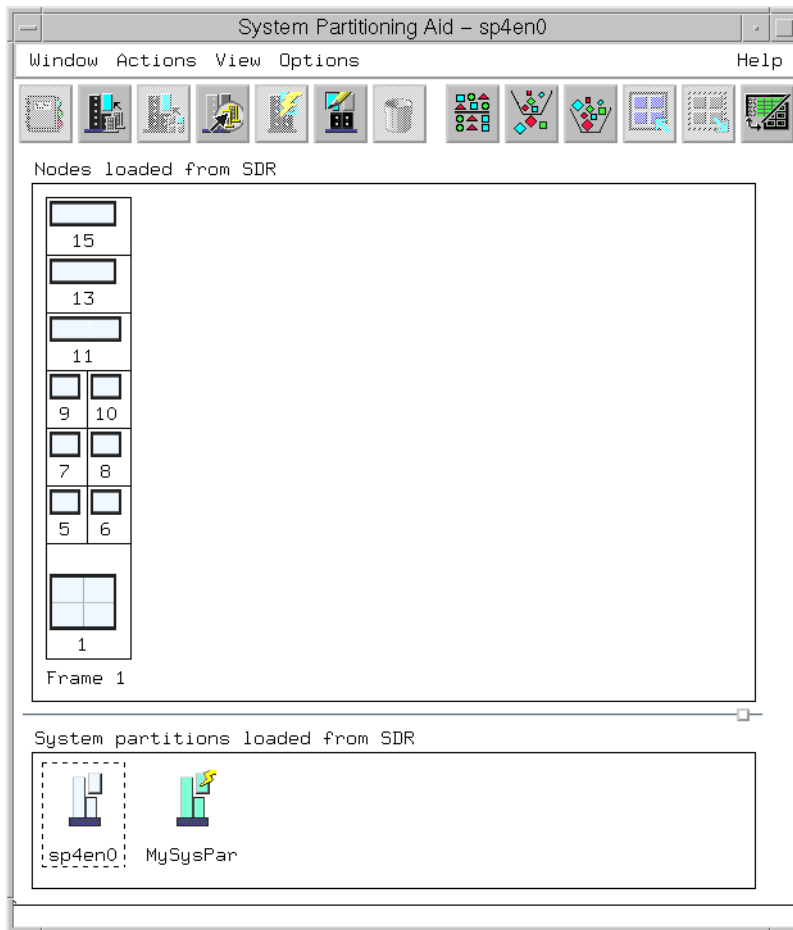 System Partitioning Aid – sp4en0
Window Actions View Options Help
Nodes loaded from SDR
15
13
11
9 10
7 8
5 6
1
Frame 1
System partitions loaded from SDR
sp4en0 MySysPar